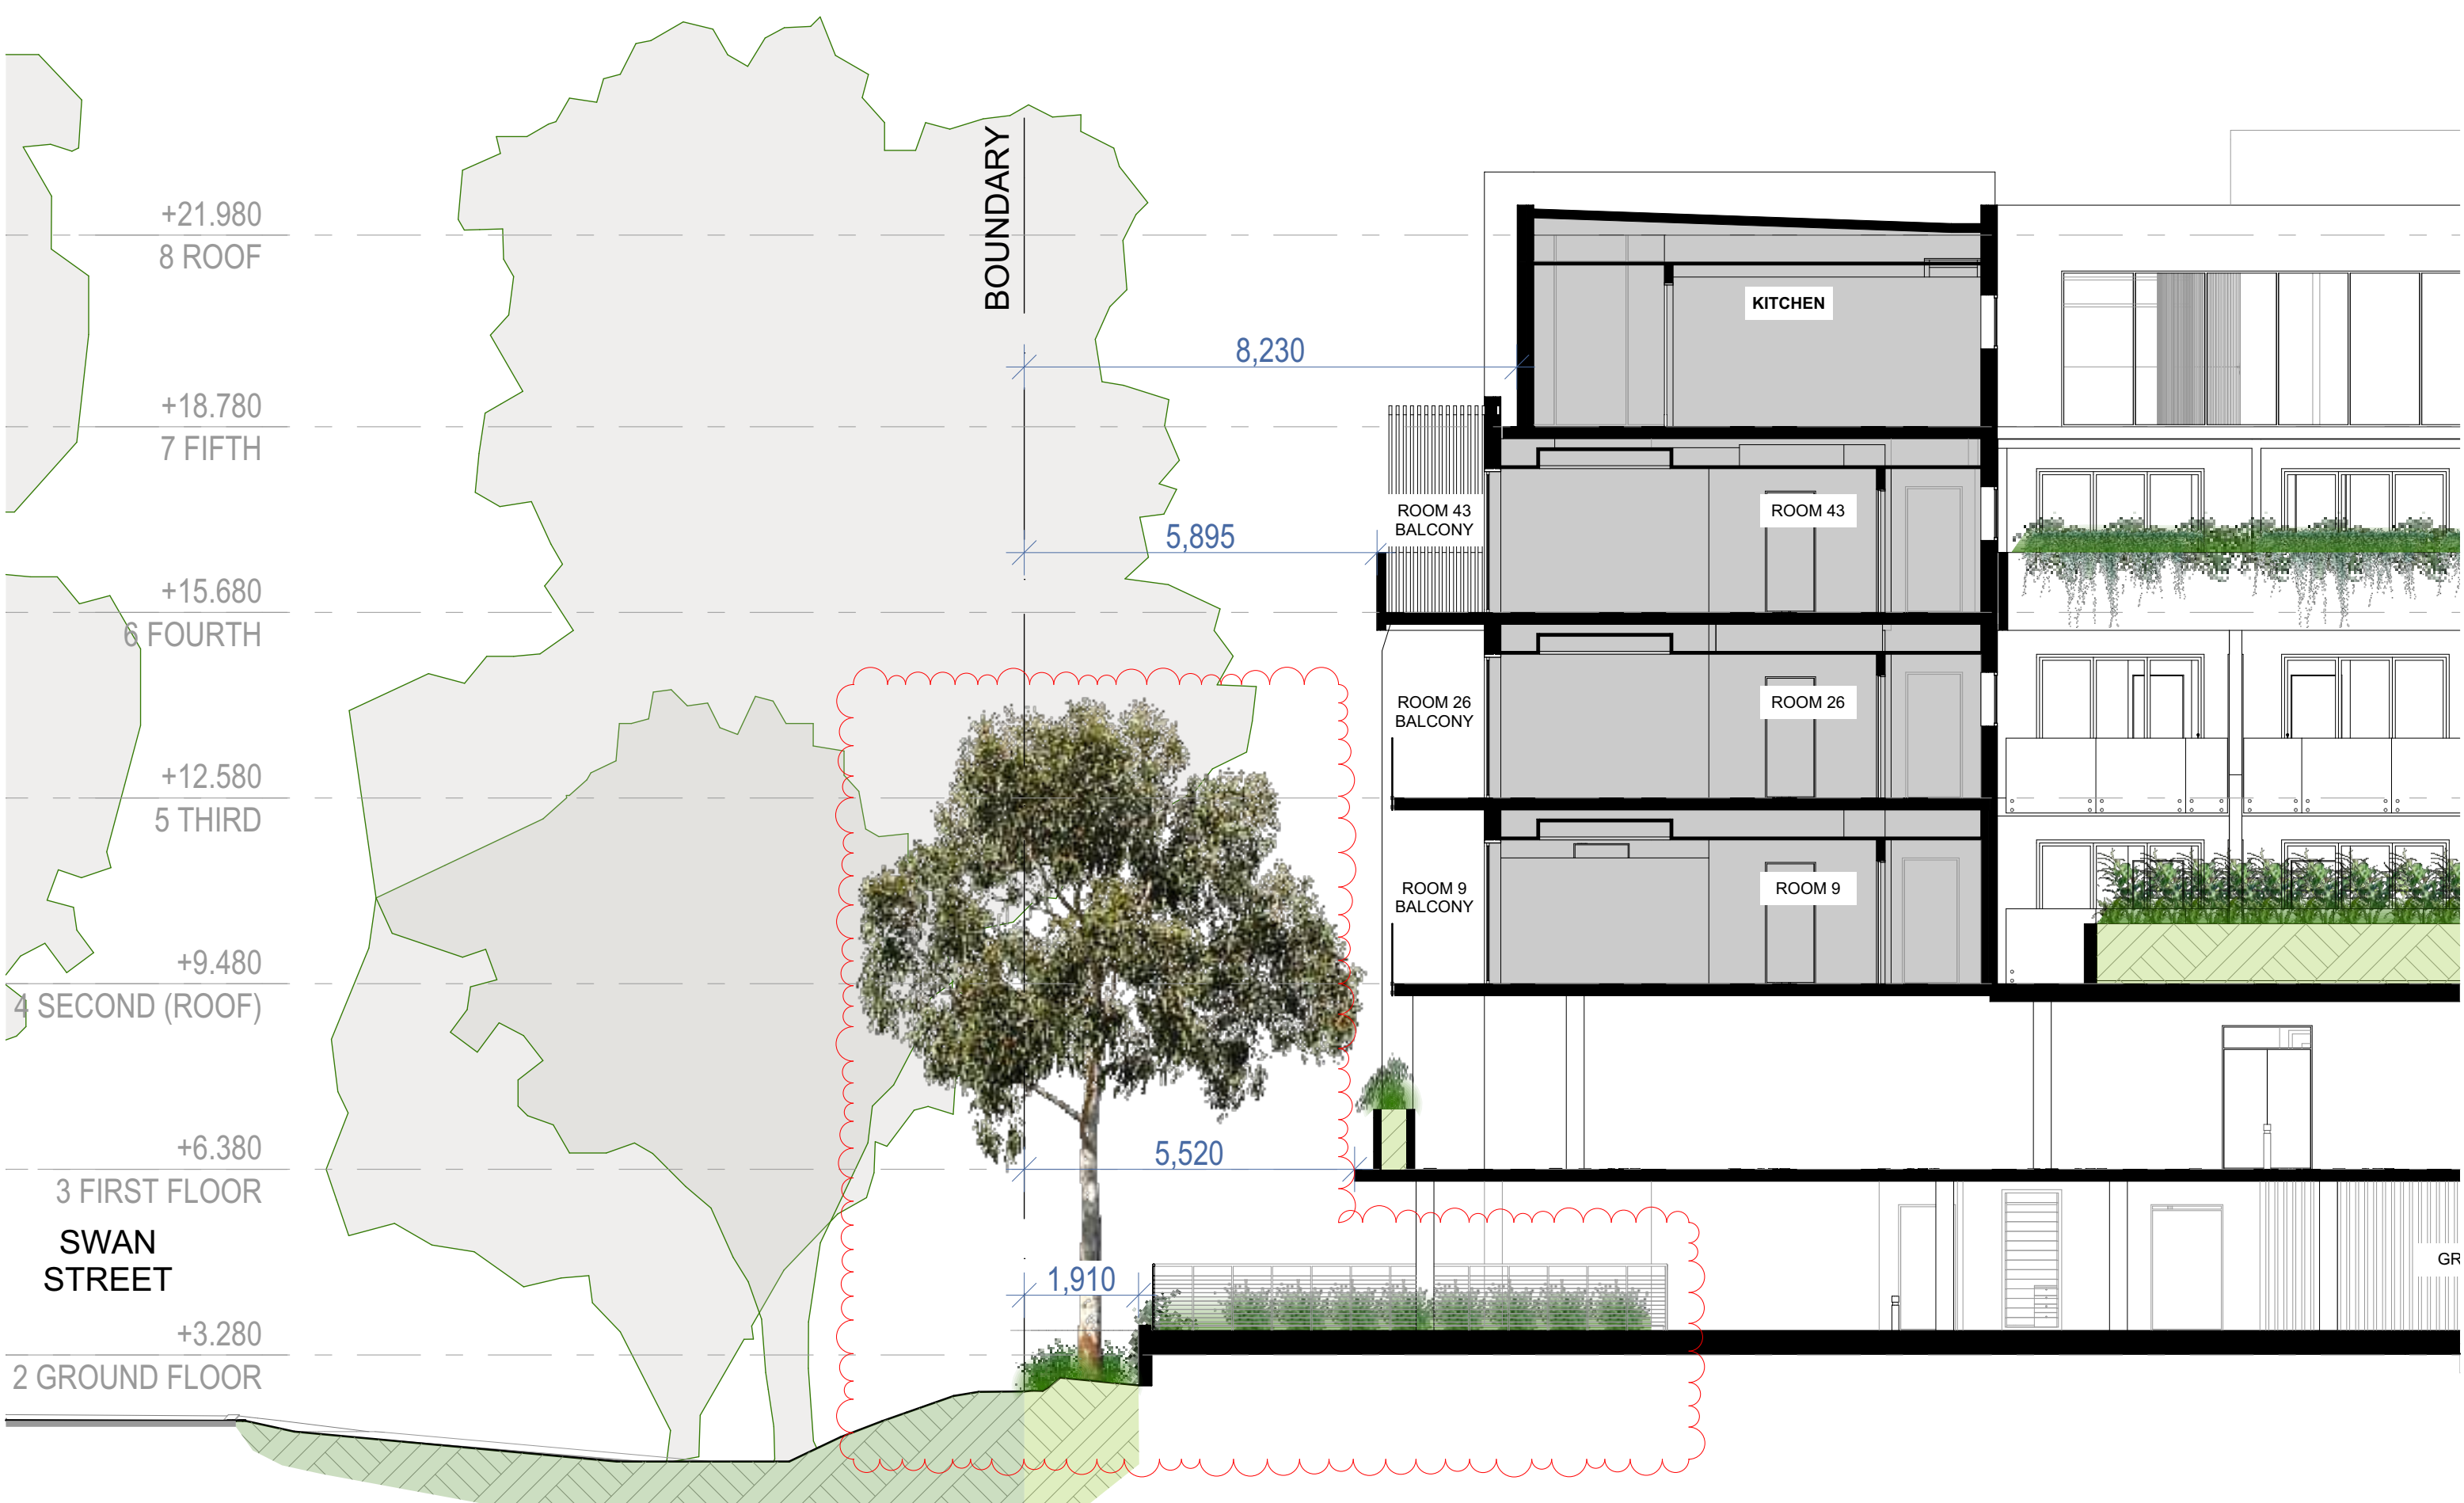 BOUNDARY
+21.980
8 ROOF
KITCHEN
8,230
+18.780
7 FIFTH
ROOM 43
BALCONY
ROOM 43
5,895
+15.680
6 FOURTH
ROOM 26
BALCONY
ROOM 26
+12.580
5 THIRD
ROOM 9
BALCONY
ROOM 9
+9.480
4 SECOND (ROOF)
+6.380
3 FIRST FLOOR
5,520
SWAN
STREET
GR
1,910
+3.280
2 GROUND FLOOR